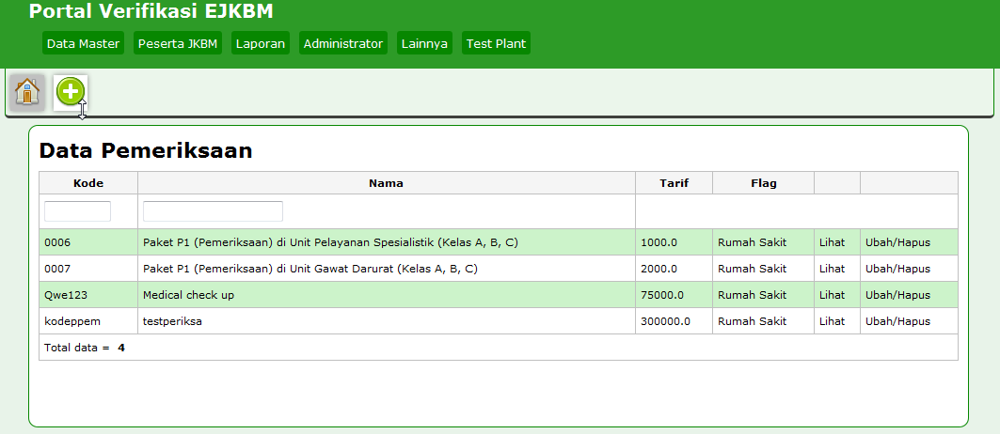 Portal Verifikasi EJKBM
Data Master Peserta JKBM Laporan Administrator Lainnya Test Plant
Data Pemeriksaan
Kode Nama Tarif Flag
0006 Paket P1 (Pemeriksaan) di Unit Pelayanan Spesialistik (Kelas A, B, C) 1000.0 Rumah Sakit Lihat Ubah/Hapus
0007 Paket P1 (Pemeriksaan) di Unit Gawat Darurat (Kelas A, B, C) 2000.0 Rumah Sakit Lihat Ubah/Hapus
Qwe123 Medical check up 75000.0 Rumah Sakit Lihat Ubah/Hapus
kodeppem testperiksa 300000.0 Rumah Sakit Lihat Ubah/Hapus
Total data = 4